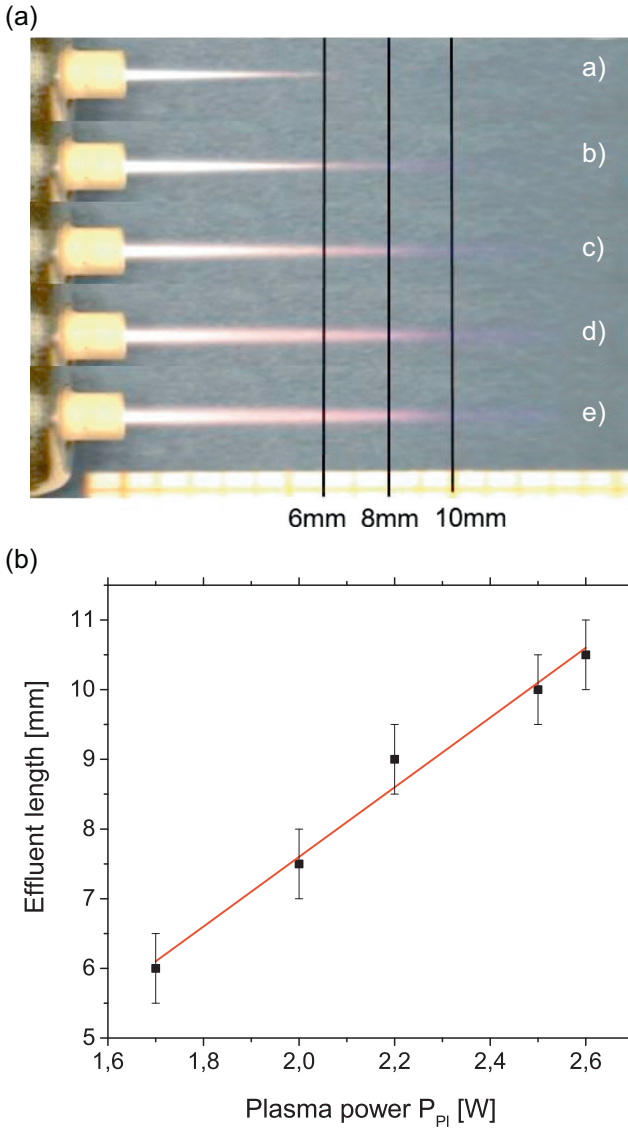 (a)
a)
b)
c)
d)
e)
6mm 8mm 10mm
(b)
11
10
9
8
7
6
5
Effluent length [mm]
1,6 1,8 2,0 2,2 2,4 2,6
Plasma power P_Pl [W]